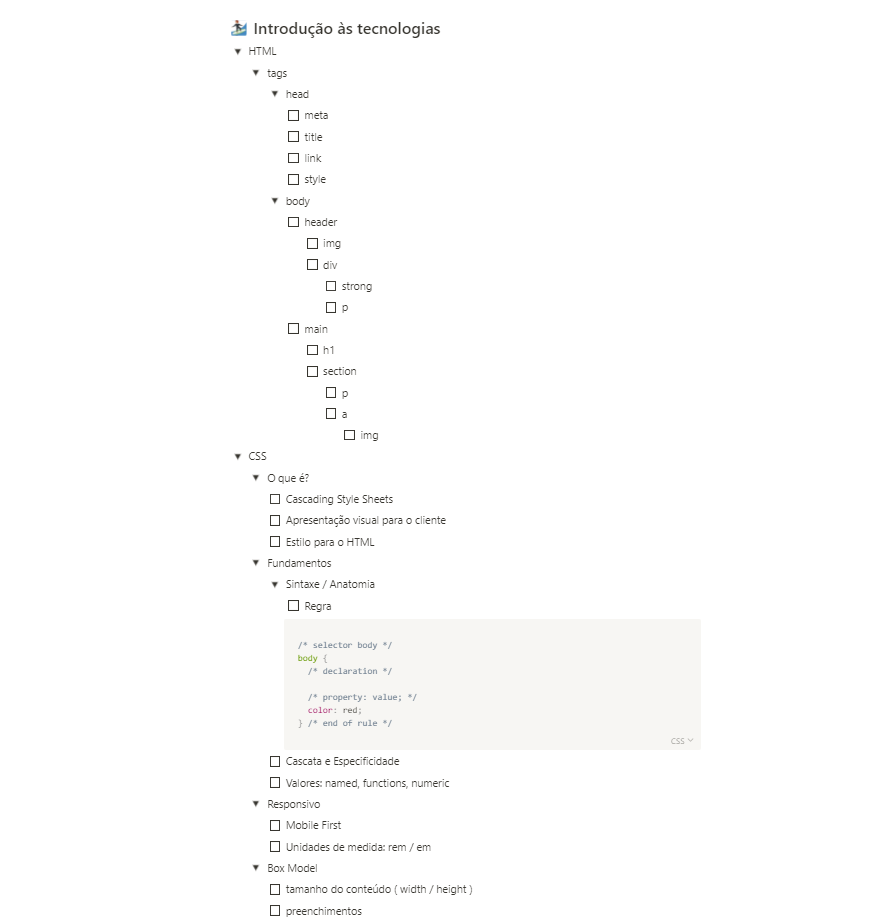 Introdução às tecnologias
HTML
tags
head
meta
title
link
style
body
header
img
div
strong
p
main
h1
section
p
a
img
CSS
O que é?
Cascading Style Sheets
Apresentação visual para o cliente
Estilo para o HTML
Fundamentos
Sintaxe / Anatomia
Regra
/* selector body */
body {
/* declaration */
/* property: value; */
color: red;
} /* end of rule */
CSS
Cascata e Especificidade
Valores: named, functions, numeric
Responsivo
Mobile First
Unidades de medida: rem / em
Box Model
tamanho do conteúdo ( width / height )
preenchimentos